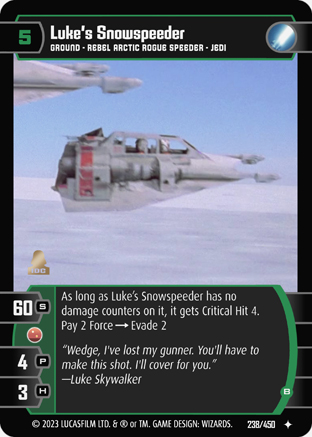 5
Luke's Snowspeeder
GROUND - REBEL ARCTIC ROGUE SPEEDER - JEDI
60 S
4 P
3 H
As long as Luke's Snowspeeder has no
damage counters on it, it gets Critical Hit 4.
Pay 2 Force → Evade 2
"Wedge, I've lost my gunner. You'll have to
make this shot. I'll cover for you."
—Luke Skywalker
B
© 2023 LUCASFILM LTD. & ® or TM. GAME DESIGN: WIZARDS. 238/450